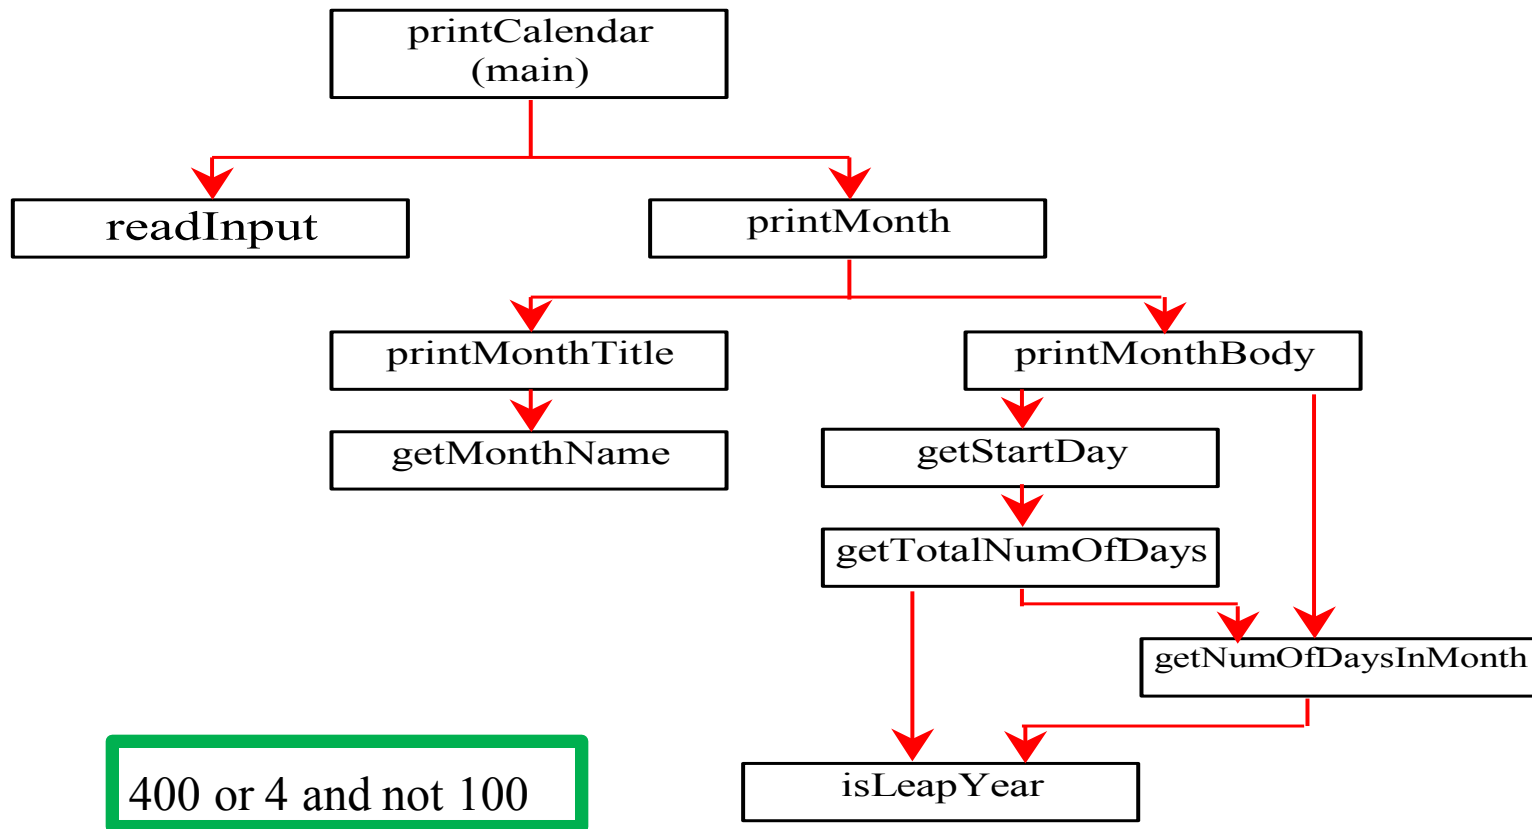 printCalendar
(main)
readInput
printMonth
printMonthTitle
printMonthBody
getMonthName
getStartDay
getTotalNumOfDays
getNumOfDaysInMonth
isLeapYear
400 or 4 and not 100